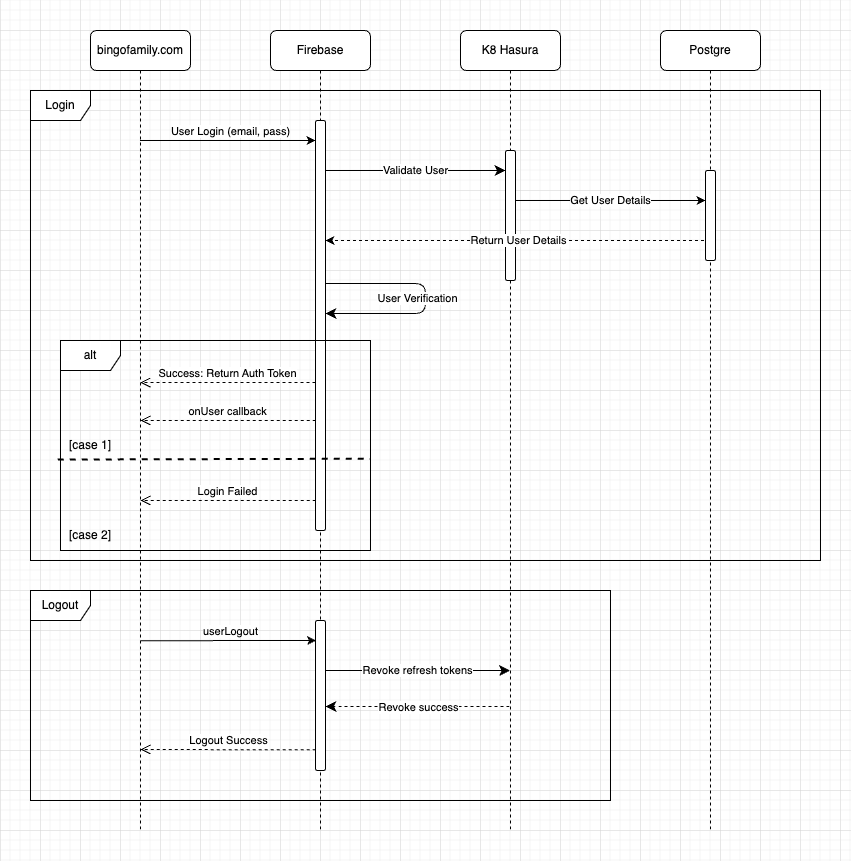 bingofamily.com
Firebase
K8 Hasura
Postgre
Login
User Login (email, pass)
Validate User
Get User Details
Return User Details
User Verification
alt
Success: Return Auth Token
onUser callback
[case 1]
Login Failed
[case 2]
Logout
userLogout
Revoke refresh tokens
Revoke success
Logout Success